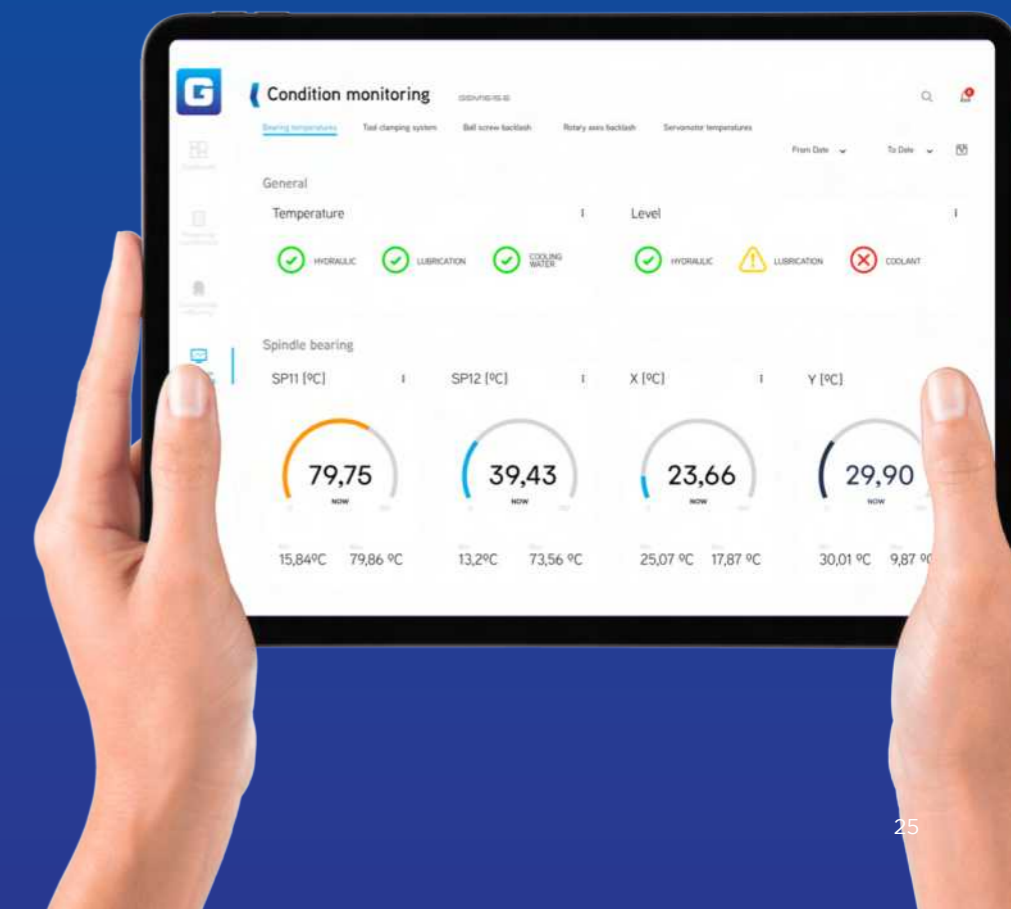 G
Condition monitoring
Bearing temperatures Tool clamping system Ball screw backlash Rotary axes backlash Servomotor temperatures
From Date To Date
General
Temperature Level
HYDRAULIC LUBRICATION COOLING WATER HYDRAULIC LUBRICATION COOLANT
Spindle bearing
SP11 [ºC] SP12 [ºC] X [ºC] Y [ºC]
79,75 39,43 23,66 29,90
NOW NOW NOW NOW
15,84ºC 79,86 ºC 13,2ºC 73,56 ºC 25,07 ºC 17,87 ºC 30,01 ºC 9,87 º
25